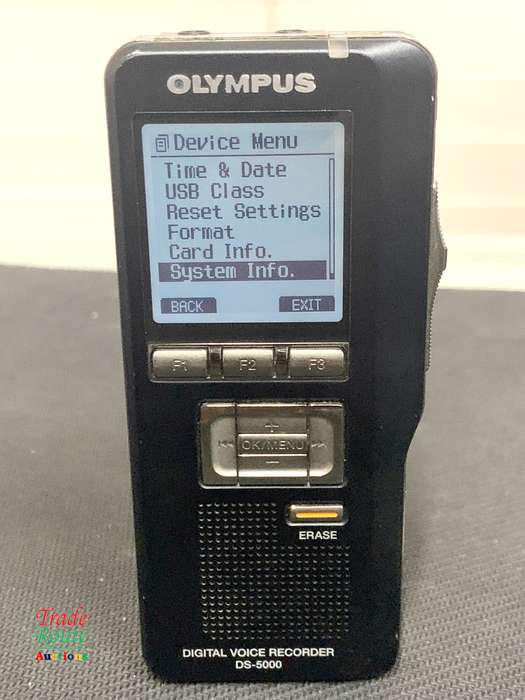 OLYMPUS
Device Menu
Time & Date
USB Class
Reset Settings
Format
Card Info.
System Info.
BACK EXIT
F1 F2 F3
+
OK/MENU
−
ERASE
DIGITAL VOICE RECORDER
DS-5000
Trade
Route
Auctions